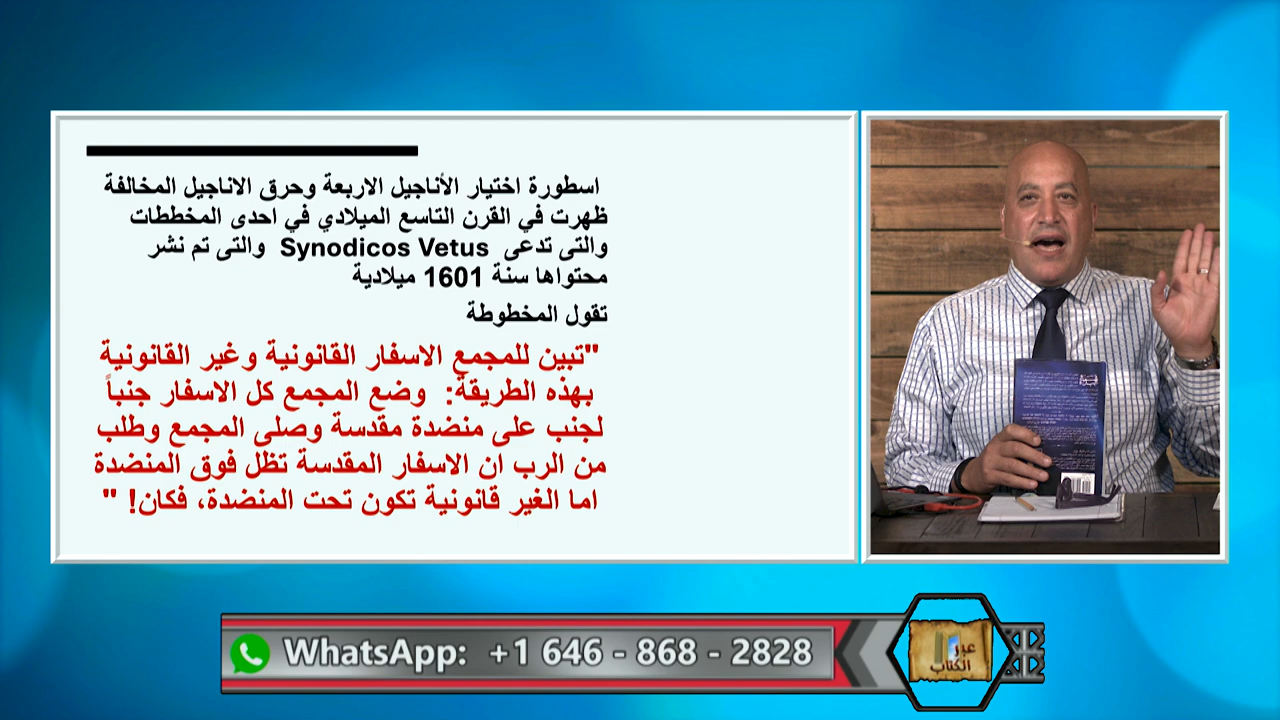 اسطورة اختيار الأناجيل الاربعة وحرق الاناجيل المخالفة
ظهرت في القرن التاسع الميلادي في احدى المخططات
والتى تدعى Synodicos Vetus والتى تم نشر
محتواها سنة 1601 ميلادية
تقول المخطوطة
"تبين للمجمع الاسفار القانونية وغير القانونية
بهذه الطريقة: وضع المجمع كل الاسفار جنباً
لجنب على منضدة مقدسة وصلى المجمع وطلب
من الرب ان الاسفار المقدسة تظل فوق المنضدة
اما الغير قانونية تكون تحت المنضدة، فكان! "
WhatsApp: +1 646 - 868 - 2828
عبر
الكتاب